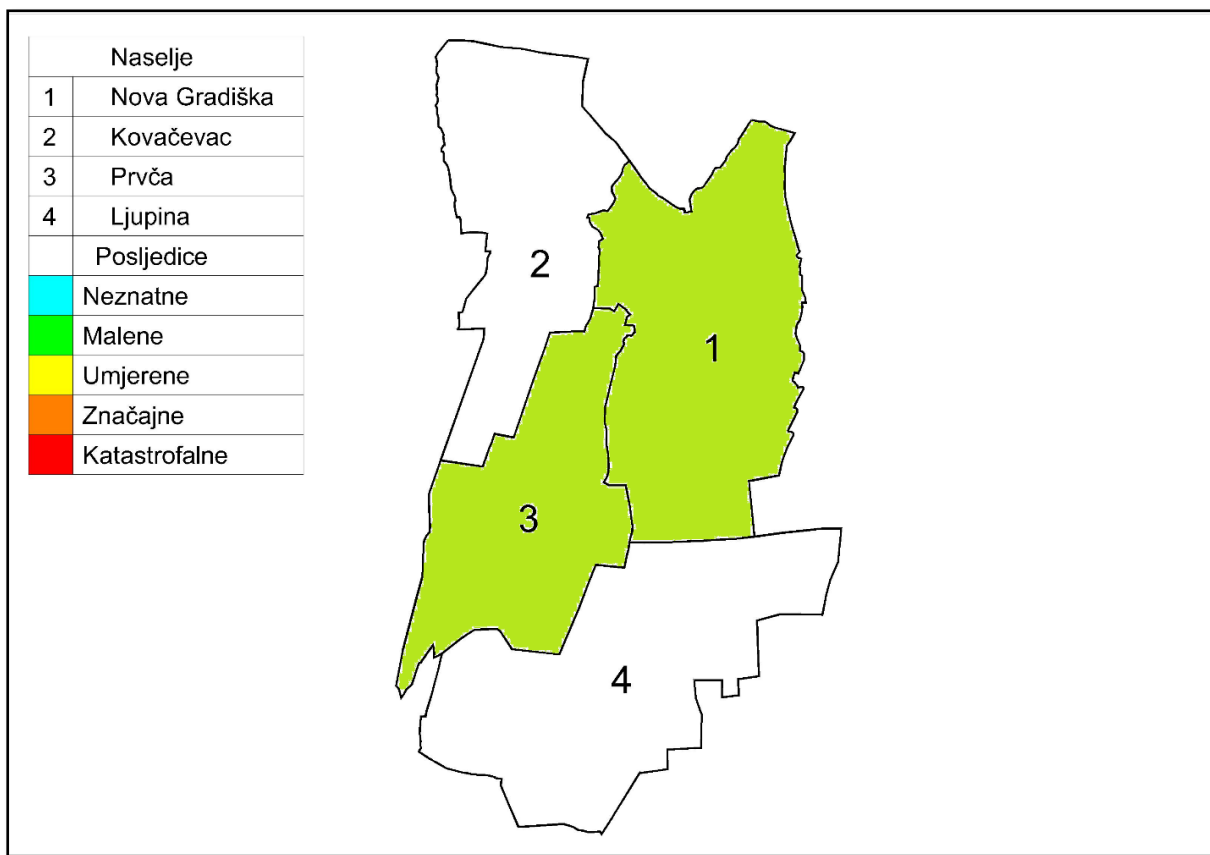 Naselje
1 Nova Gradiška
2 Kovačevac
3 Prvča
4 Ljupina
Posljedice
Neznatne
Malene
Umjerene
Značajne
Katastrofalne
2
1
3
4